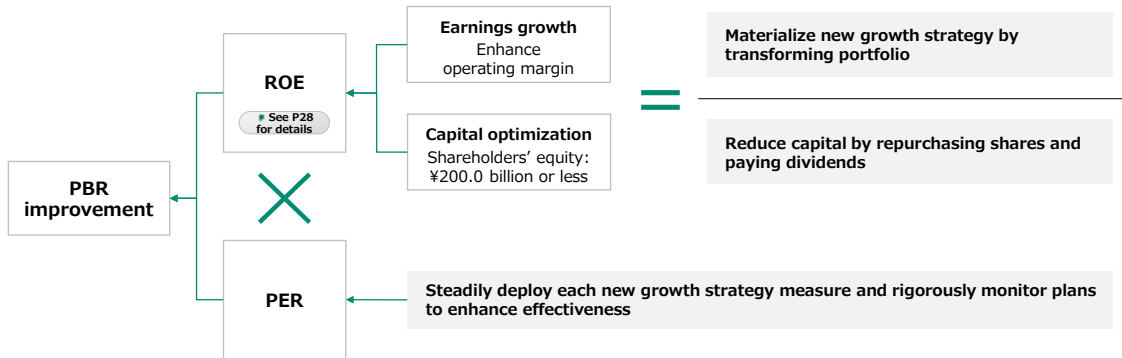 PBR
improvement
ROE
See P28
for details
PER
Earnings growth
Enhance
operating margin
Capital optimization
Shareholders’ equity:
¥200.0 billion or less
Materialize new growth strategy by
transforming portfolio
Reduce capital by repurchasing shares and
paying dividends
Steadily deploy each new growth strategy measure and rigorously monitor plans
to enhance effectiveness